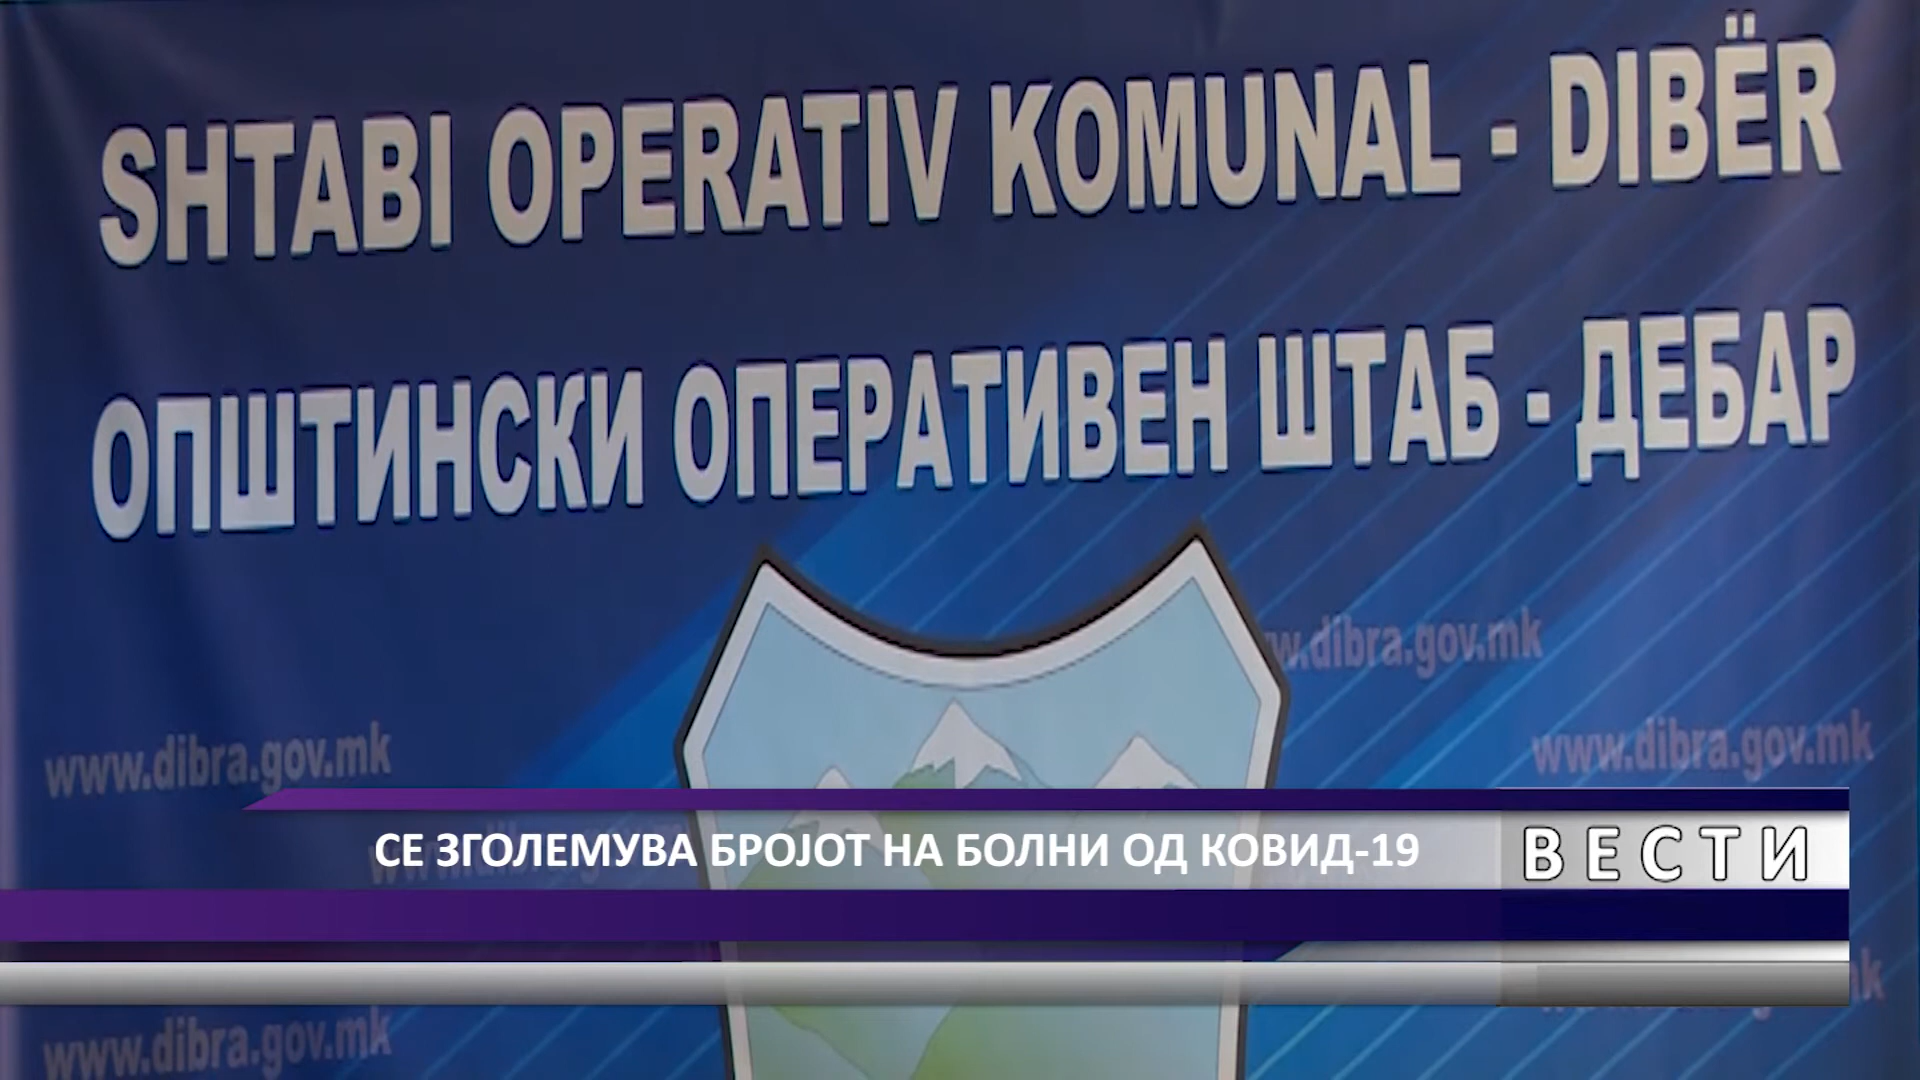 SHTABI OPERATIV KOMUNAL - DIBËR
ОПШТИНСКИ ОПЕРАТИВЕН ШТАБ - ДЕБАР
www.dibra.gov.mk
www.dibra.gov.mk
www.dibra.gov.mk
СЕ ЗГОЛЕМУВА БРОЈОТ НА БОЛНИ ОД КОВИД-19
ВЕСТИ
www.dibra.gov.mk